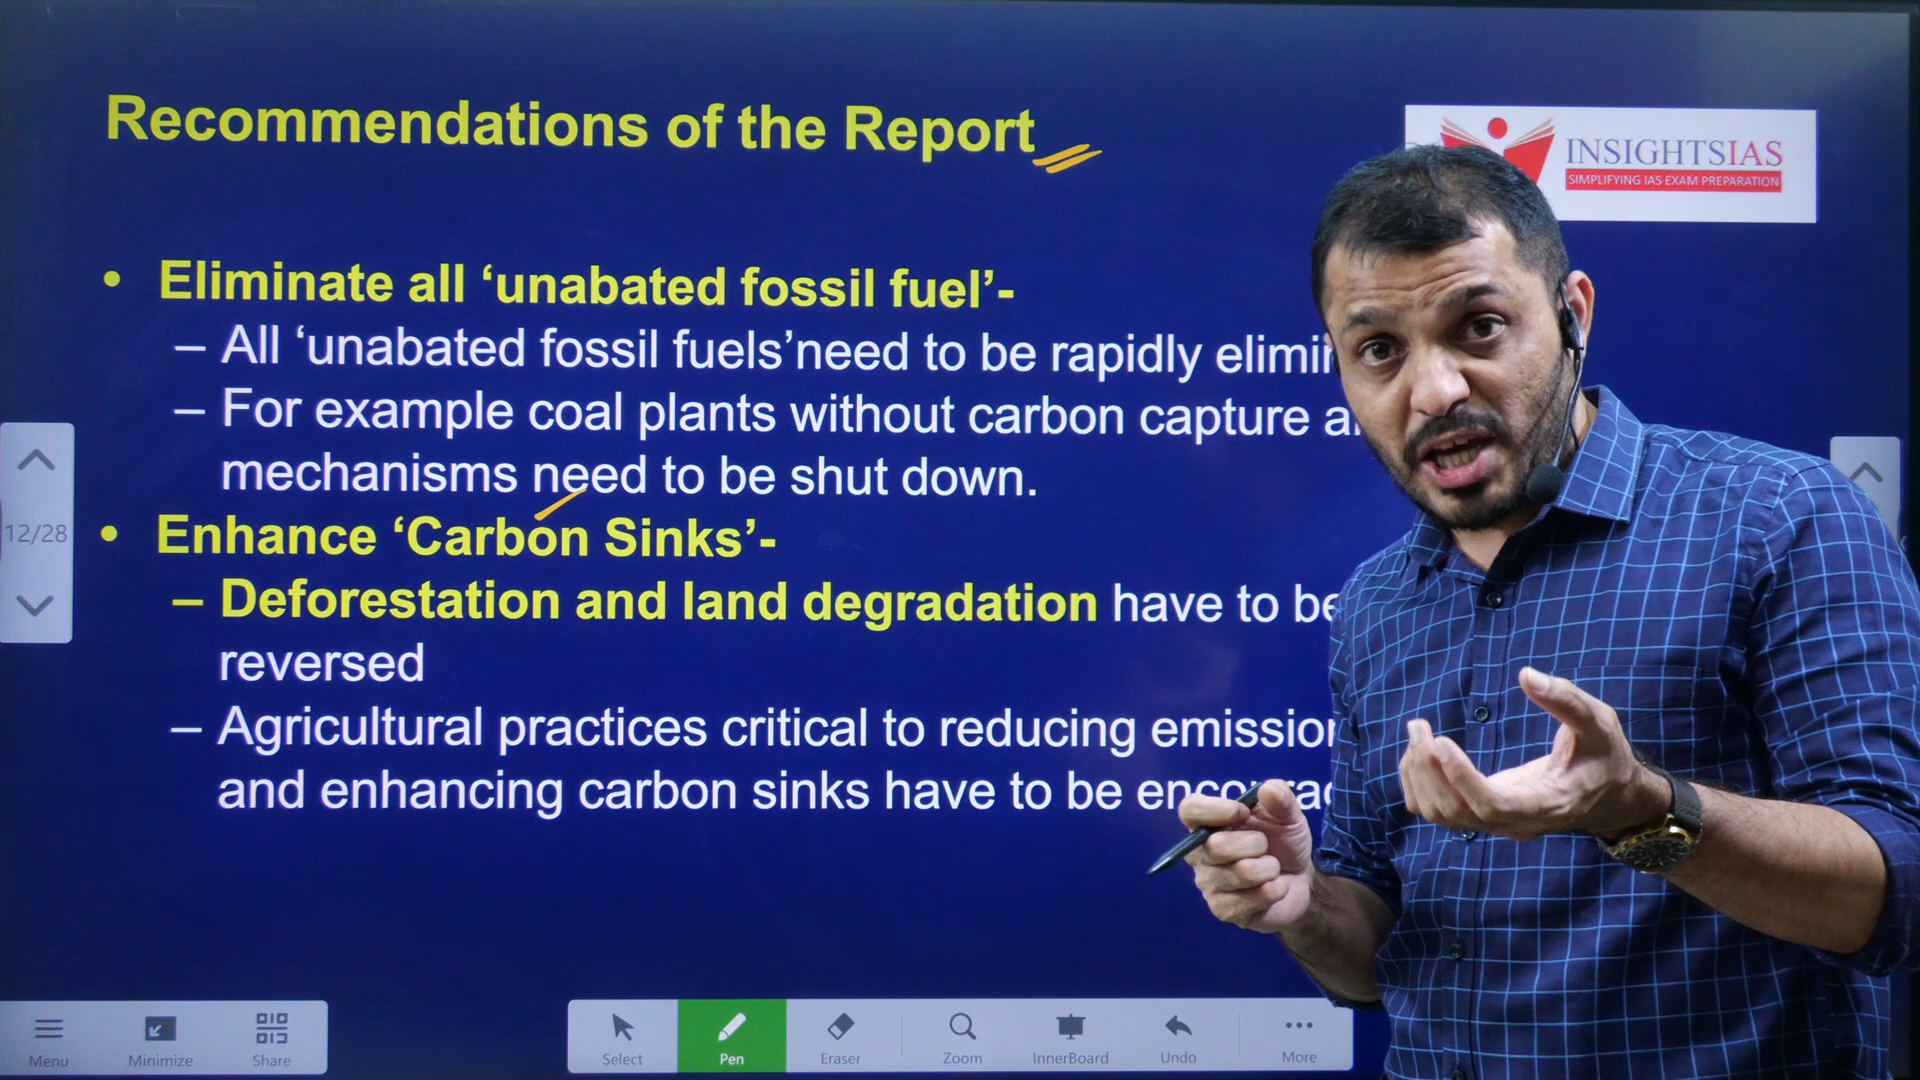 Recommendations of the Report
INSIGHTSIAS
SIMPLIFYING IAS EXAM PREPARATION
• Eliminate all ‘unabated fossil fuel’-
– All ‘unabated fossil fuels’need to be rapidly
– For example coal plants without carbon capture
mechanisms need to be shut down.
• Enhance ‘Carbon Sinks’-
– Deforestation and land degradation have to be
reversed
– Agricultural practices critical to reducing
and enhancing carbon sinks have to be
12/28
Menu Minimize Share Select Pen Eraser Zoom InnerBoard Undo More